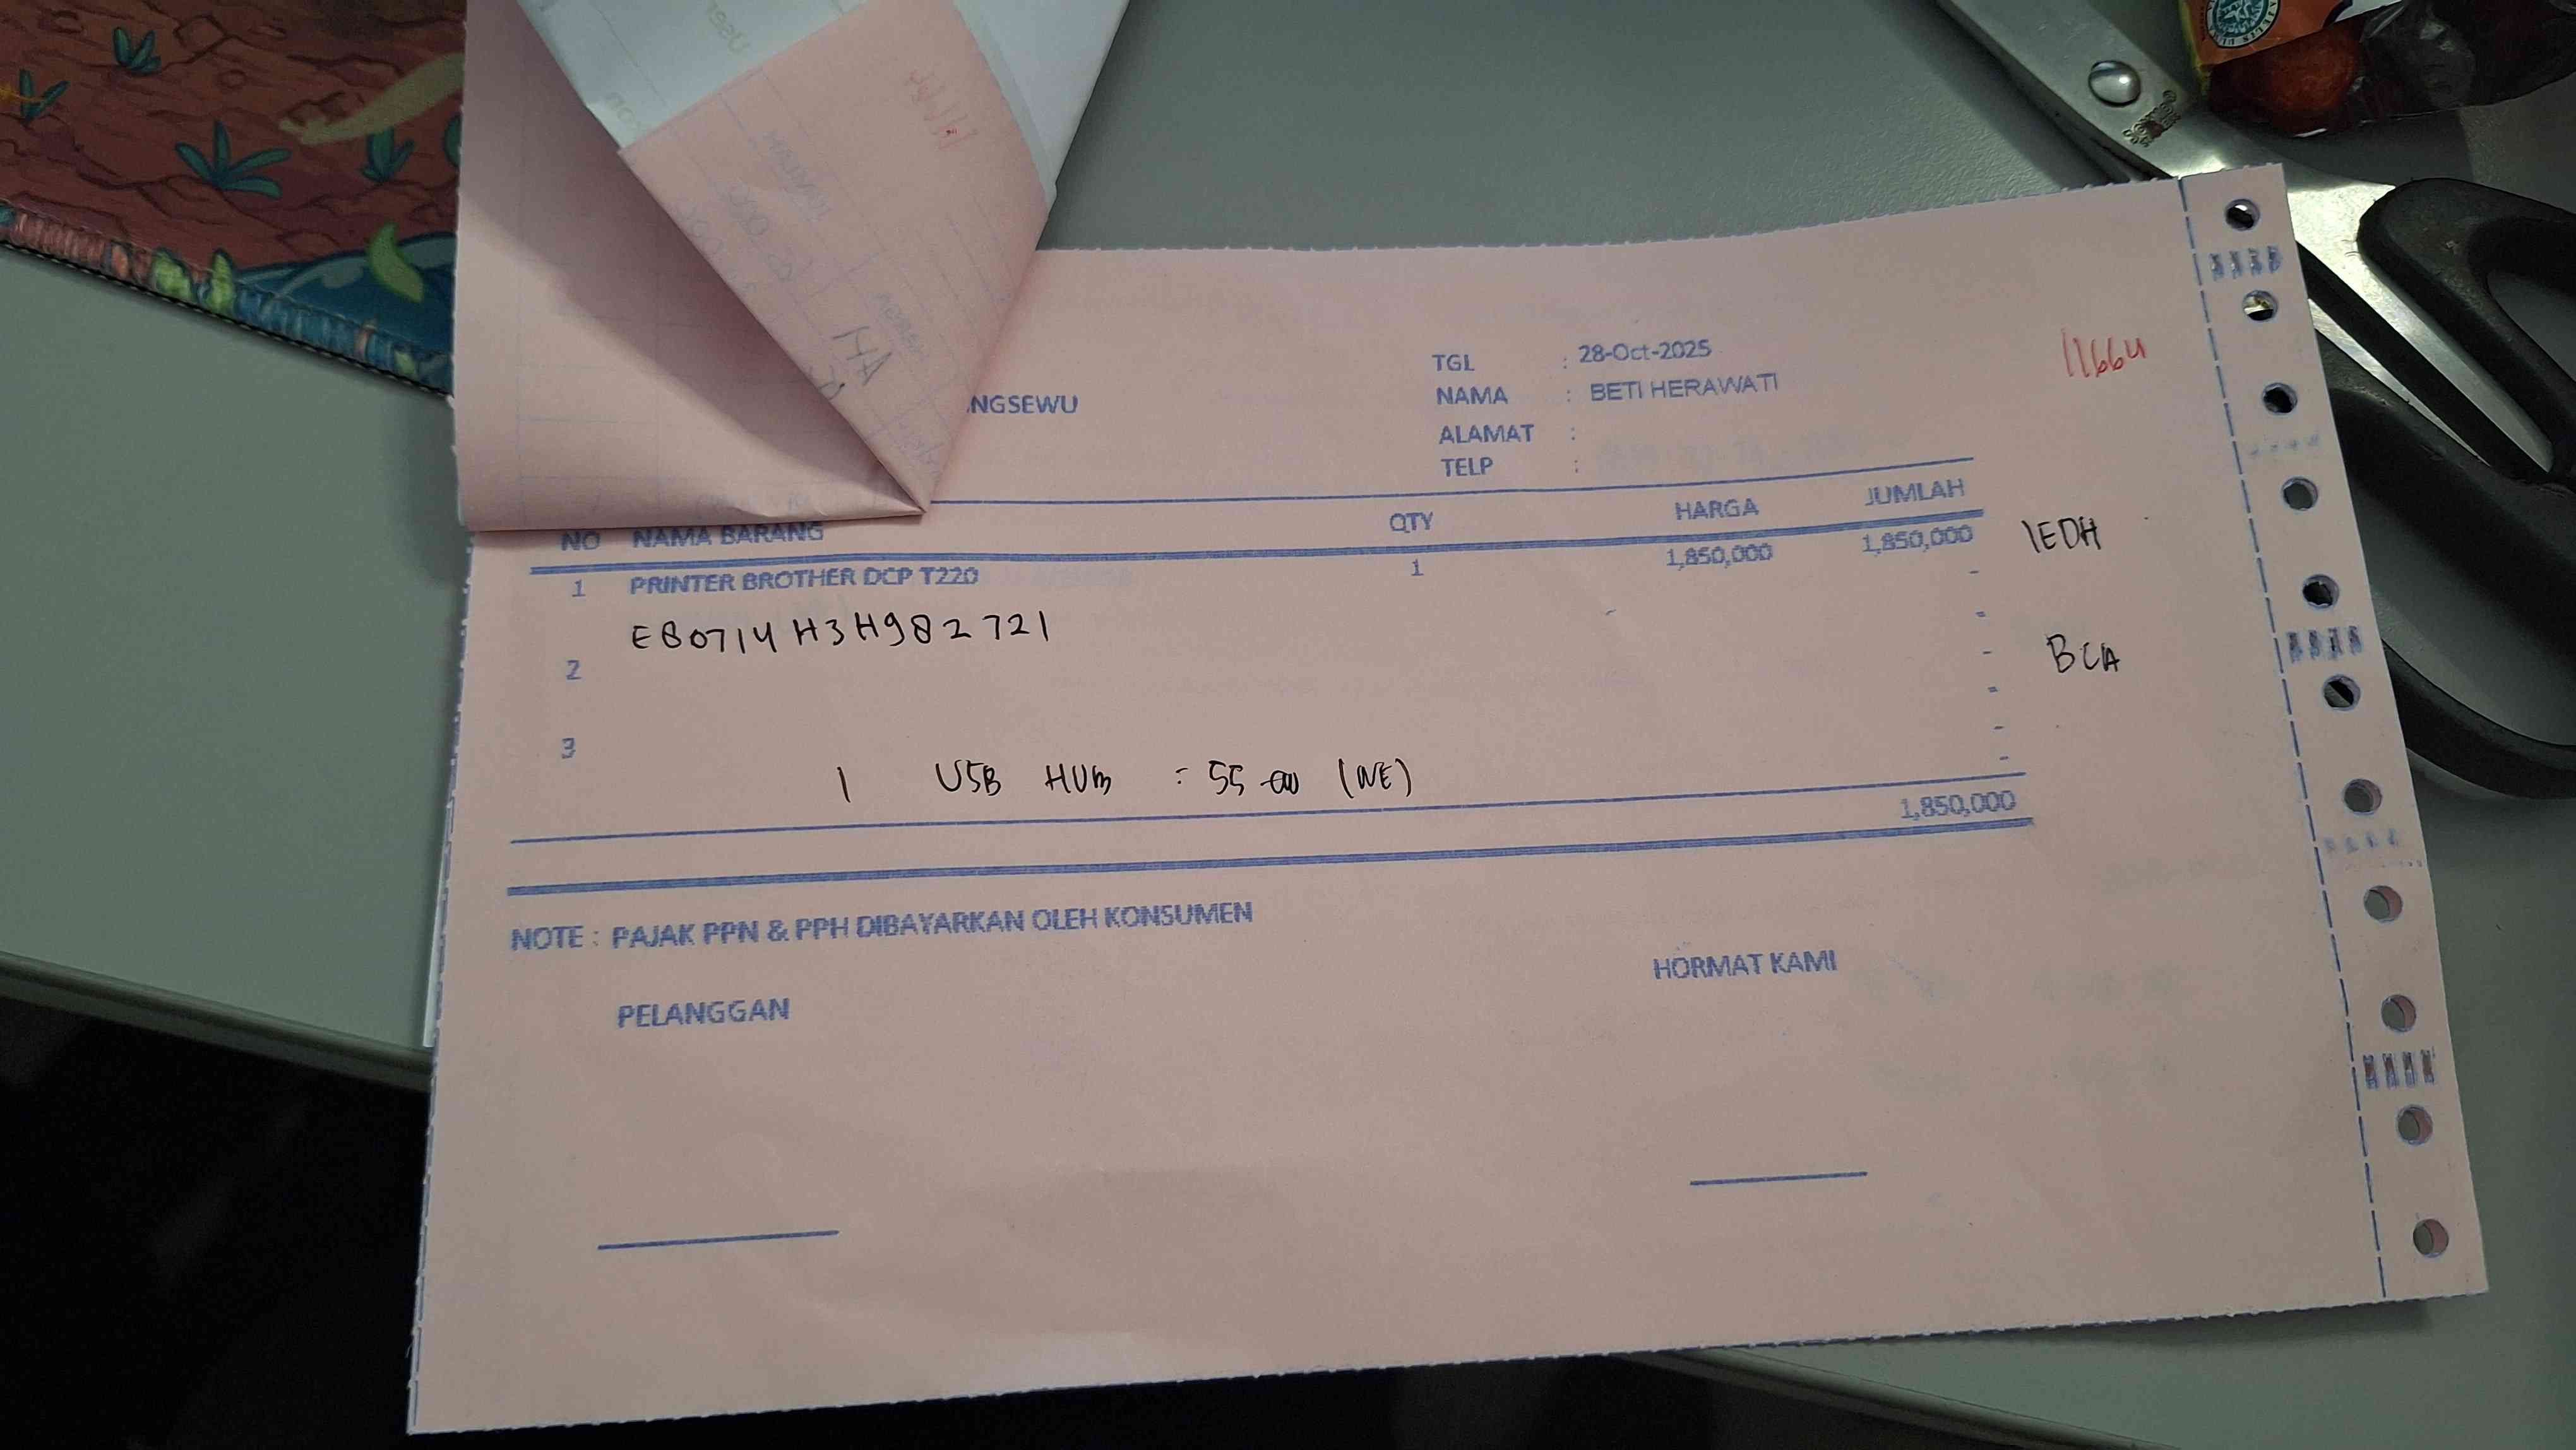 TGL : 28-Oct-2025
11664
NGSEWU
NAMA : BETI HERAWATI
ALAMAT :
TELP :
NO NAMA BARANG QTY HARGA JUMLAH
1 PRINTER BROTHER DCP T220 1 1,850,000 1,850,000
1EDH
E80714H3H982721
2
BCA
3
1 USB HUB = 55 000 (NE)
1,850,000
NOTE : PAJAK PPN & PPH DIBAYARKAN OLEH KONSUMEN
HORMAT KAMI
PELANGGAN